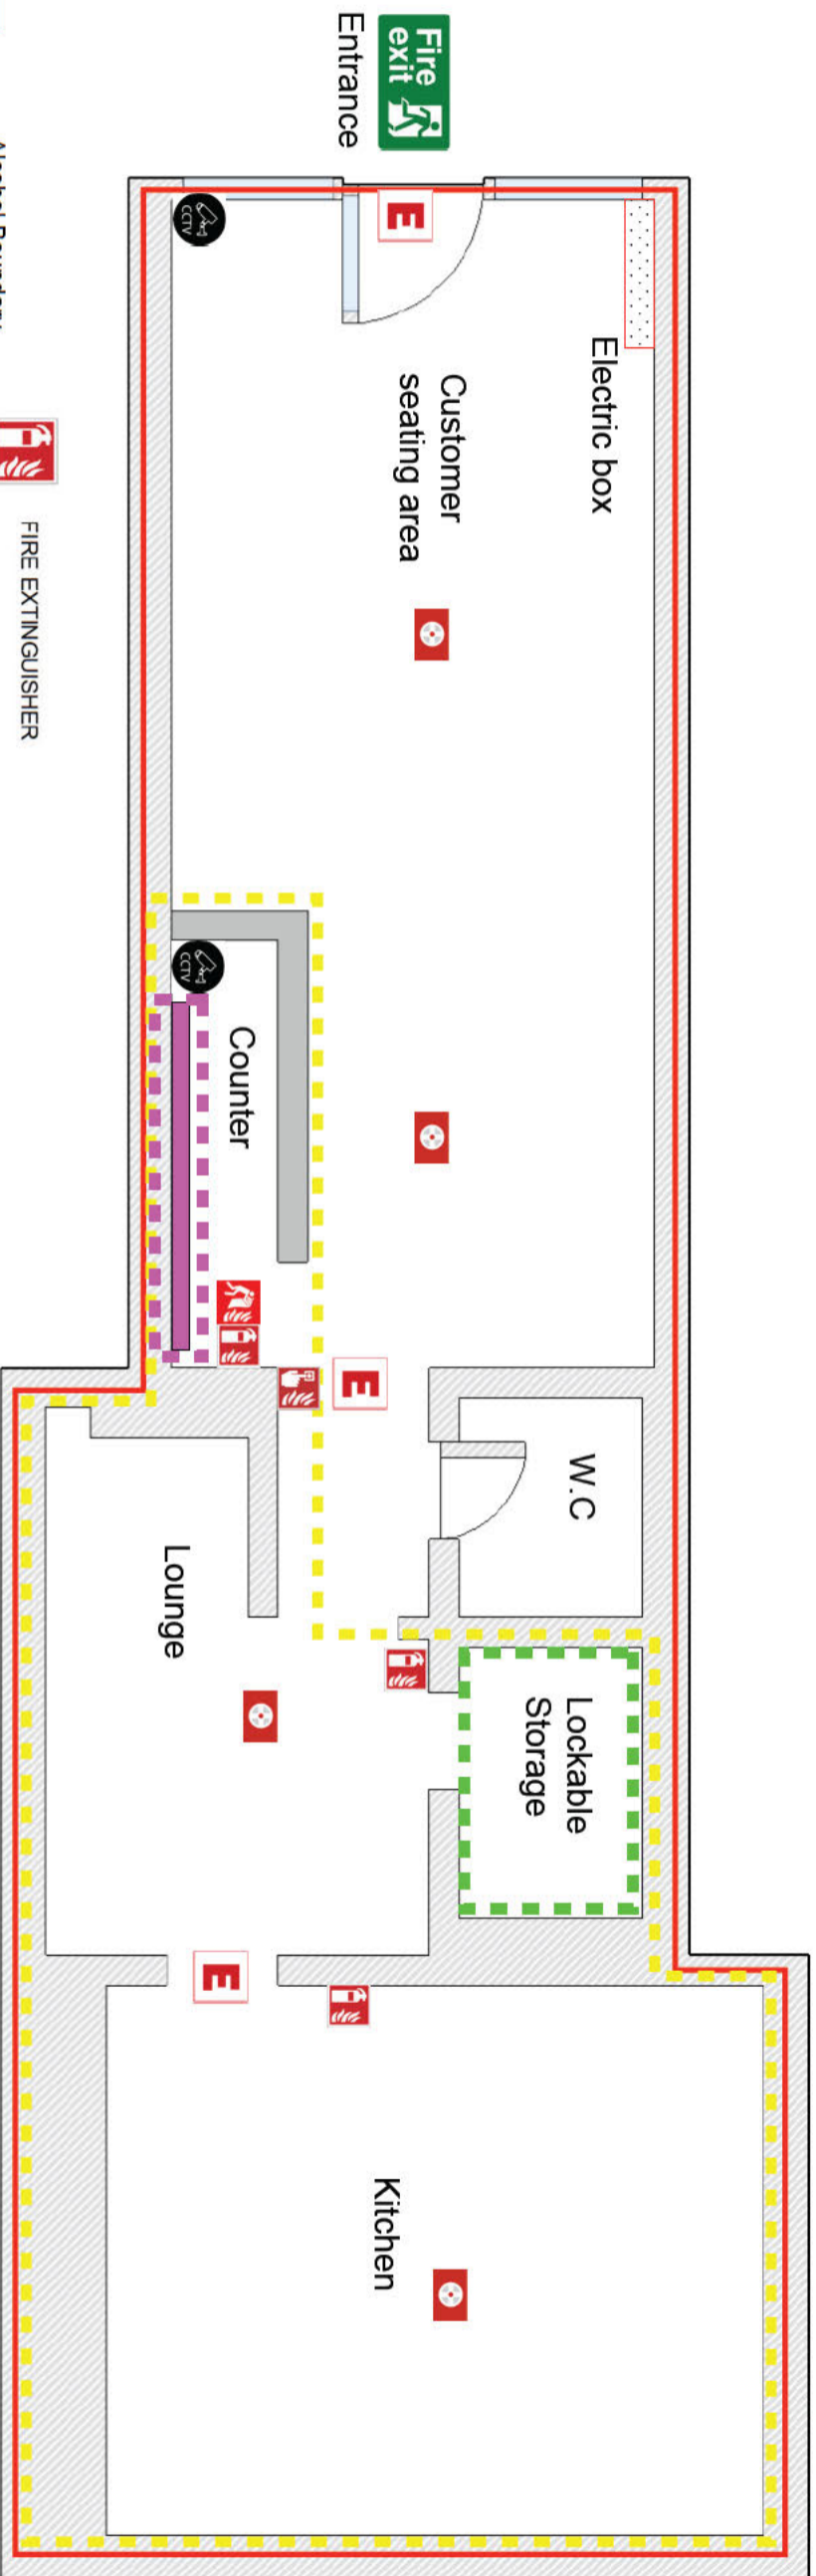 Fire
exit
Entrance
E
CCTV
Electric box
Customer
seating area
CCTV
Counter
E
W.C
Lounge
Lockable
Storage
E
Kitchen
FIRE EXTINGUISHER